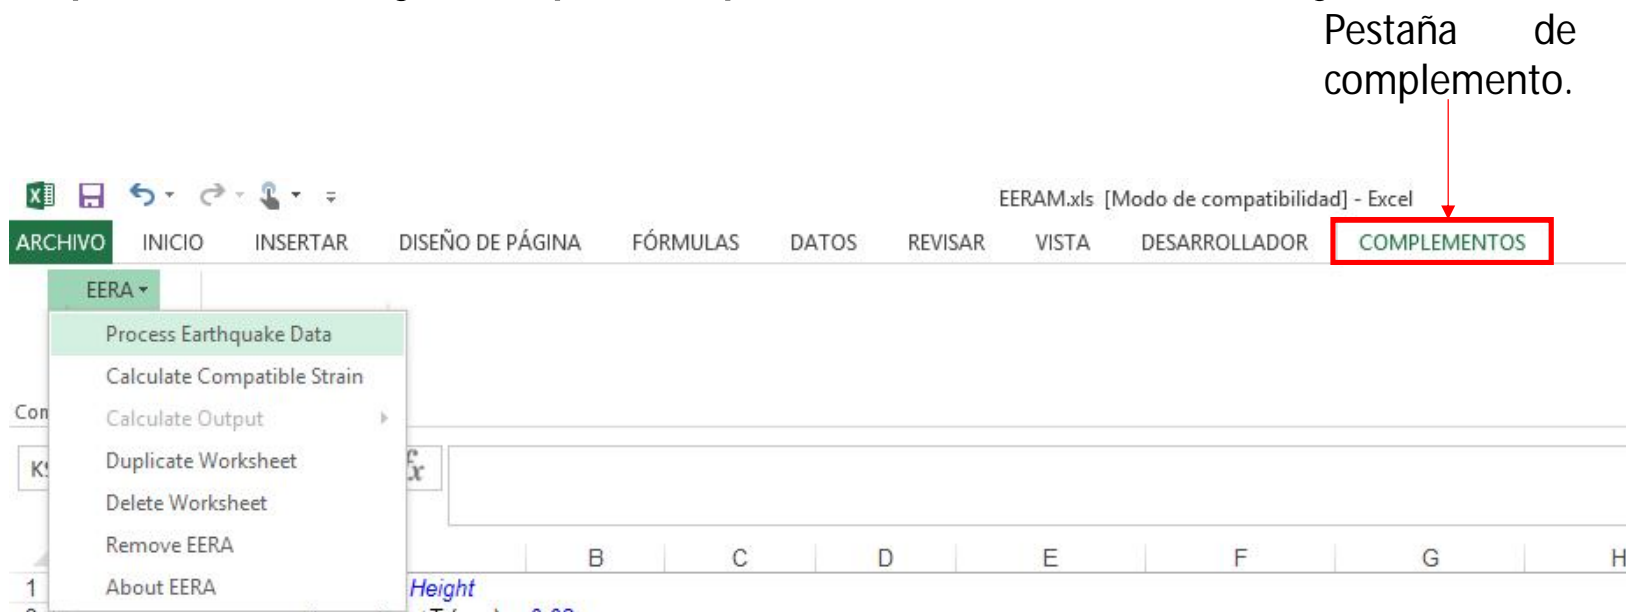 Pestaña de
complemento.
EERAM.xls [Modo de compatibilidad] - Excel
ARCHIVO INICIO INSERTAR DISEÑO DE PÁGINA FÓRMULAS DATOS REVISAR VISTA DESARROLLADOR COMPLEMENTOS
EERA
Process Earthquake Data
Calculate Compatible Strain
Calculate Output
Duplicate Worksheet
fx
Delete Worksheet
Remove EERA
B C D E F G H
1 About EERA Height